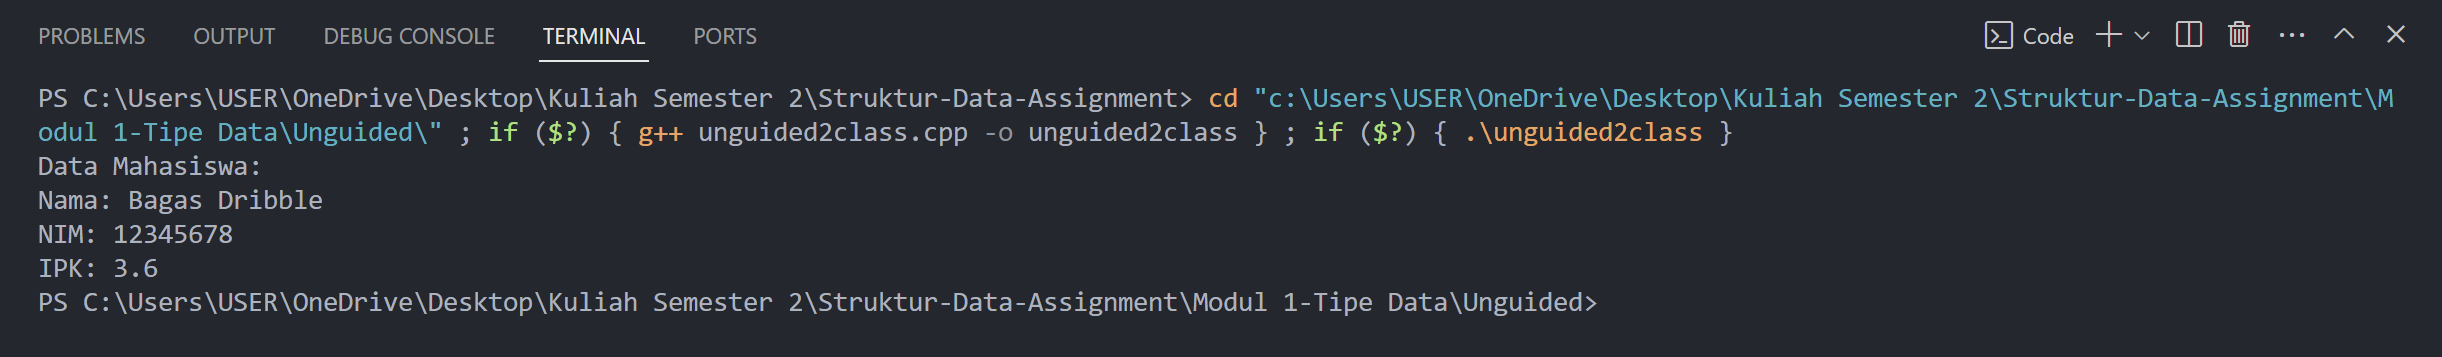 PROBLEMS OUTPUT DEBUG CONSOLE TERMINAL PORTS Code
PS C:\Users\USER\OneDrive\Desktop\Kuliah Semester 2\Struktur-Data-Assignment> cd "c:\Users\USER\OneDrive\Desktop\Kuliah Semester 2\Struktur-Data-Assignment\M
odul 1-Tipe Data\Unguided\" ; if ($?) { g++ unguided2class.cpp -o unguided2class } ; if ($?) { .\unguided2class }
Data Mahasiswa:
Nama: Bagas Dribble
NIM: 12345678
IPK: 3.6
PS C:\Users\USER\OneDrive\Desktop\Kuliah Semester 2\Struktur-Data-Assignment\Modul 1-Tipe Data\Unguided>